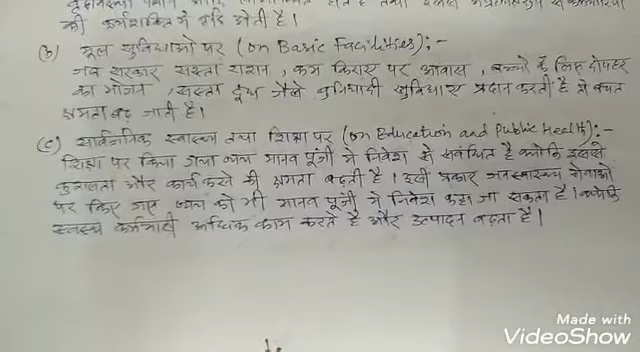 की कार्यशक्ति में वृद्धि होती है।
(b) मूल सुविधाओं पर (on Basic Facilities):-
जब सरकार सस्ता राशन, कम किराए पर आवास, बच्चों के लिए दोपहर
का भोजन, सस्ता दूध जैसे बुनियादी सुविधाएं प्रदान करती है तो बचत
क्षमता बढ़ जाती है।
(c) सार्वजनिक स्वास्थ्य तथा शिक्षा पर (on Education and Public Health):-
शिक्षा पर किया गया व्यय मानव पूंजी में निवेश से संबंधित है क्योंकि इससे
कुशलता और कार्य करने की क्षमता बढ़ती है। इसी प्रकार जनस्वास्थ्य सेवाओं
पर किए गए व्यय को भी मानव पूंजी में निवेश कहा जा सकता है। क्योंकि
स्वस्थ कर्मचारी अधिक काम करते है और उत्पादन बढ़ता है।
Made with
VideoShow